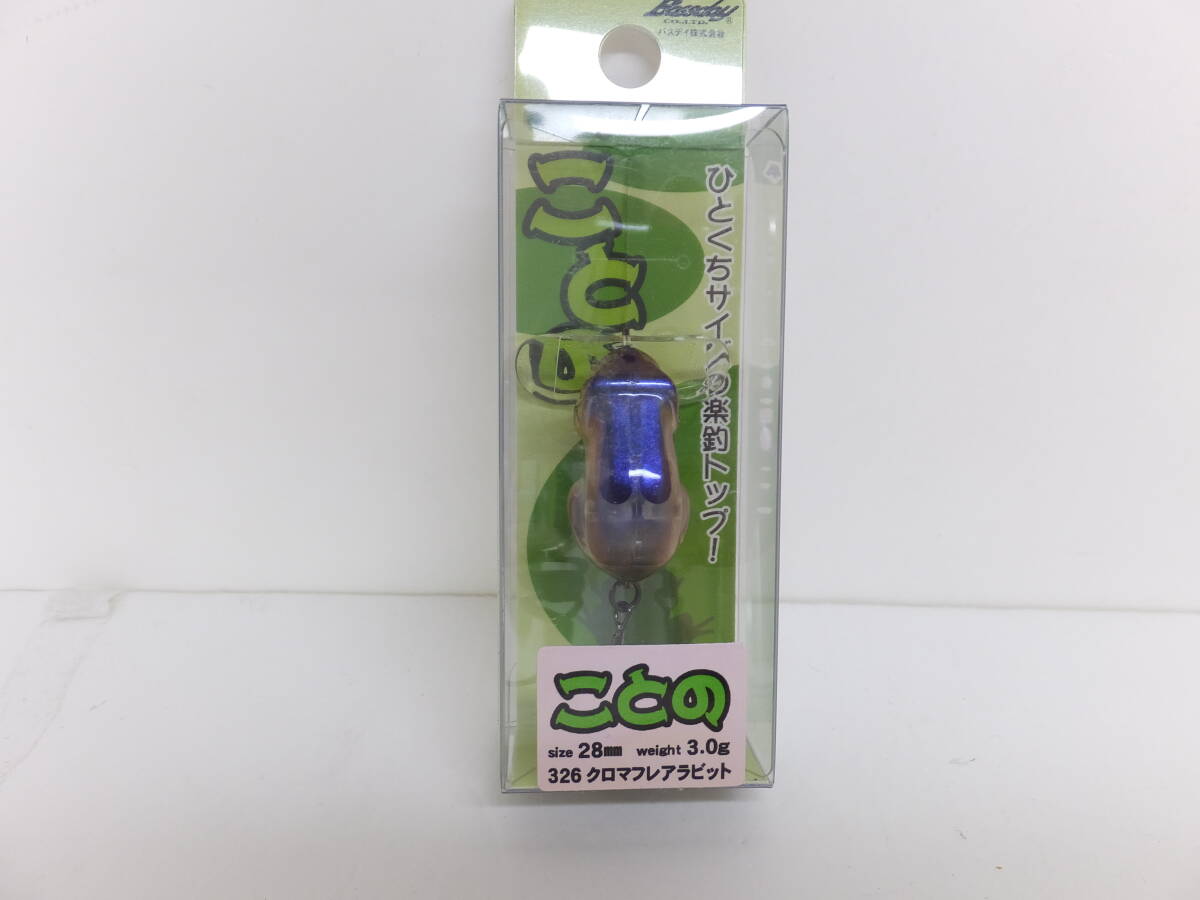 Bassday
CO.,LTD. ®
バスデイ株式会社
ことの
ひとくちサイズの楽釣トップ!
ことの
size 28mm weight 3.0g
326 クロマフレアラビット